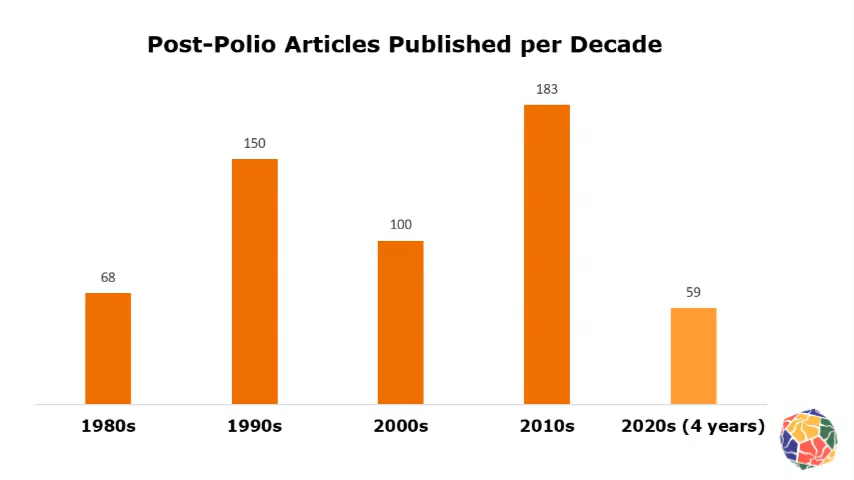 Post-Polio Articles Published per Decade
183
150
100
68
59
1980s 1990s 2000s 2010s 2020s (4 years)